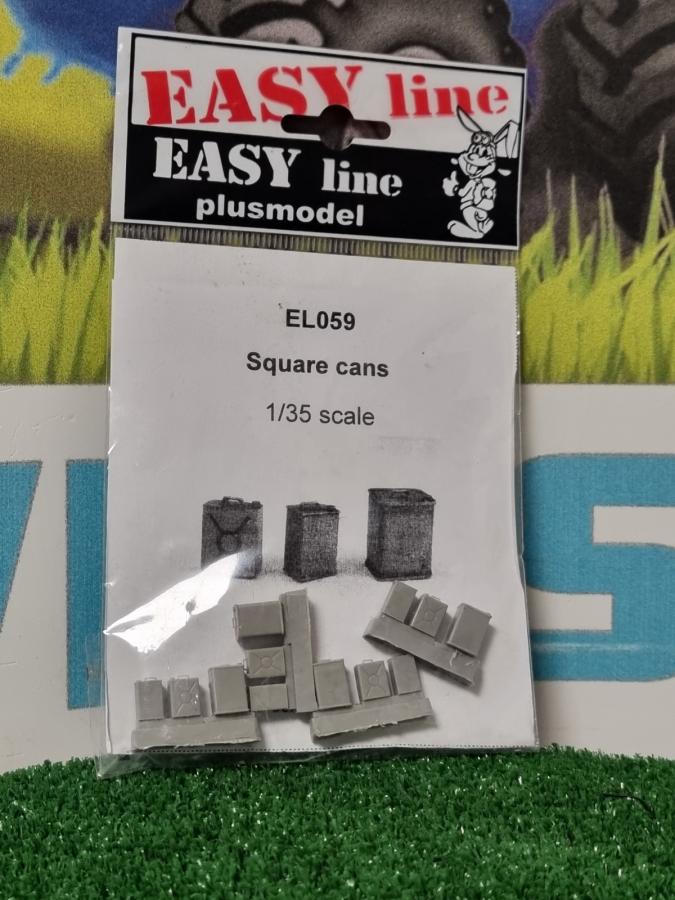 EASY line
EASY line
plusmodel
EL059
Square cans
1/35 scale